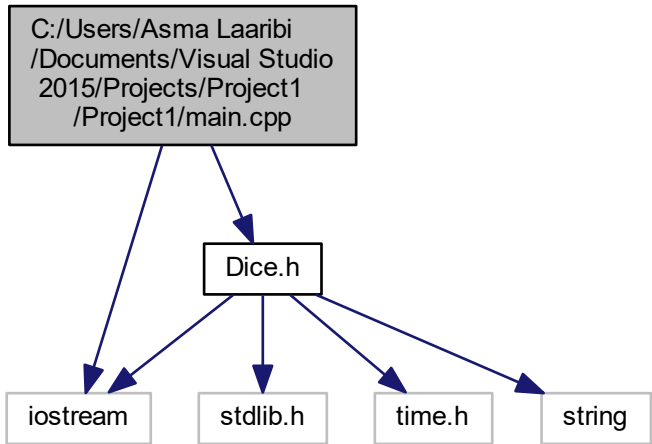 C:/Users/Asma Laaribi
/Documents/Visual Studio
2015/Projects/Project1
/Project1/main.cpp
Dice.h
iostream
stdlib.h
time.h
string